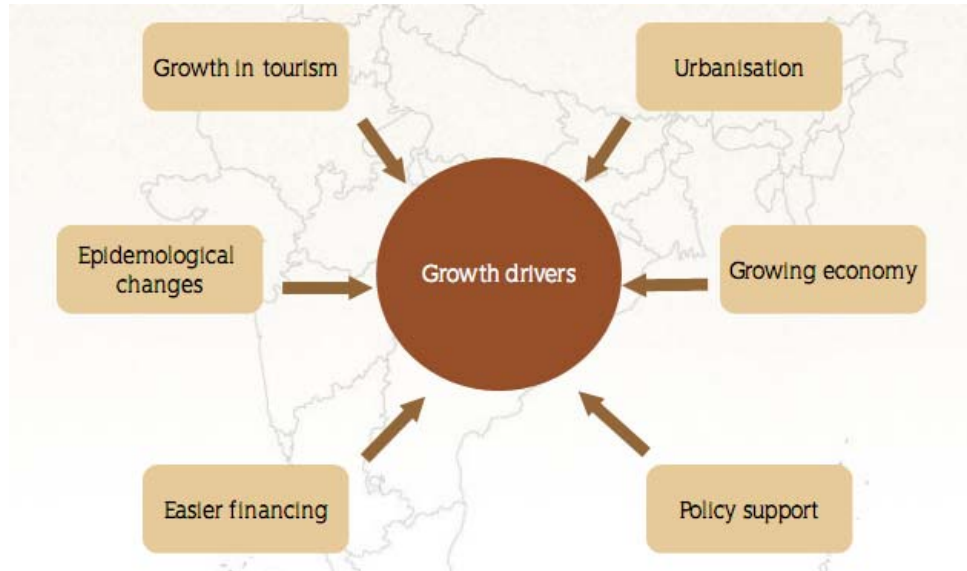 Growth in tourism
Urbanisation
Epidemological
changes
Growth drivers
Growing economy
Easier financing
Policy support